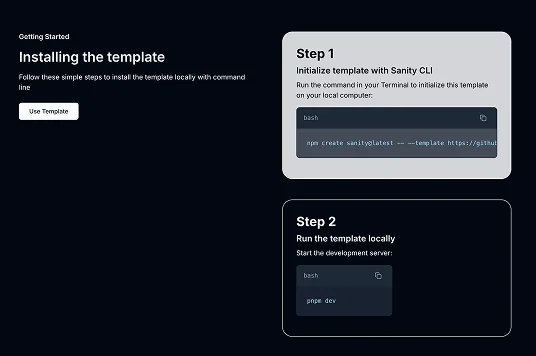 Getting Started
Installing the template
Follow these simple steps to install the template locally with command
line
Use Template
Step 1
Initialize template with Sanity CLI
Run the command in your Terminal to initialize this template
on your local computer:
bash
npm create sanity@latest -- --template https://github
Step 2
Run the template locally
Start the development server:
bash
pnpm dev